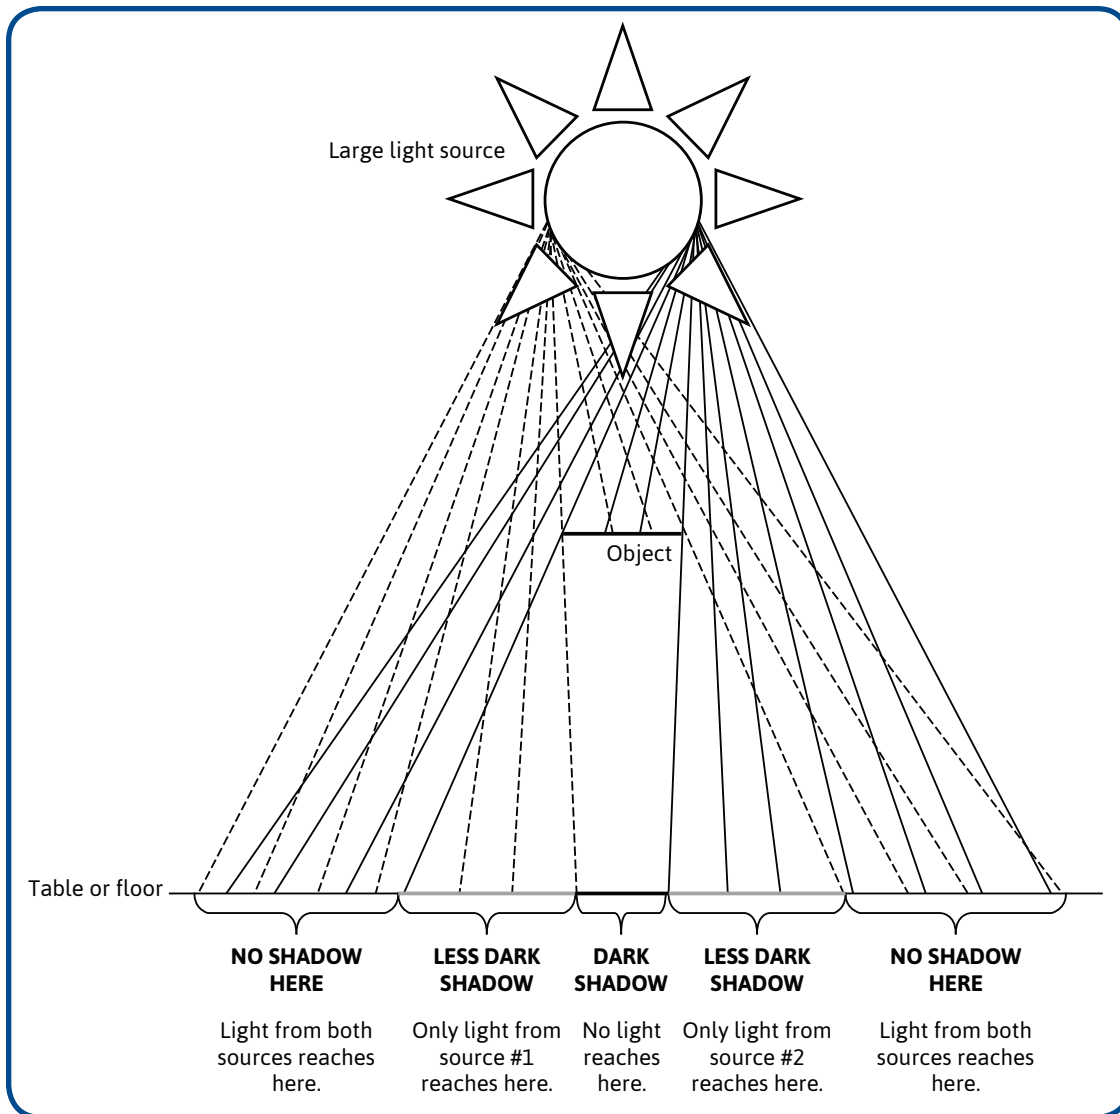 Large light source
Object
Table or floor
NO SHADOW
HERE
Light from both
sources reaches
here.
LESS DARK
SHADOW
Only light from
source #1
reaches here.
DARK
SHADOW
No light
reaches
here.
LESS DARK
SHADOW
Only light from
source #2
reaches here.
NO SHADOW
HERE
Light from both
sources reaches
here.